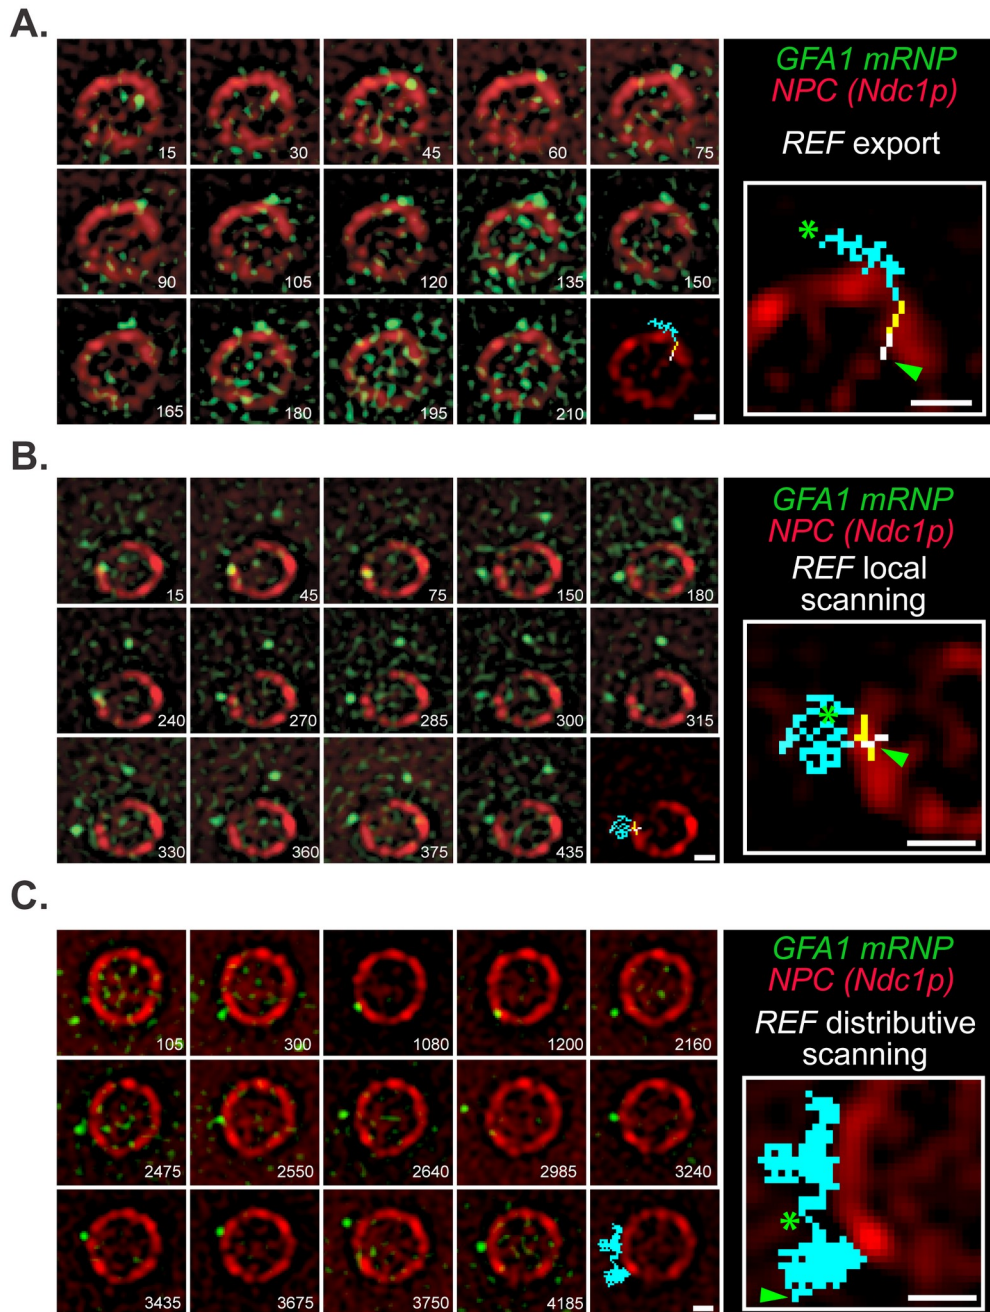 A.
15 30 45 60 75
90 105 120 135 150
165 180 195 210
GFA1 mRNP
NPC (Ndc1p)
REF export
*
B.
15 45 75 150 180
240 270 285 300 315
330 360 375 435
GFA1 mRNP
NPC (Ndc1p)
REF local
scanning
*
C.
105 300 1080 1200 2160
2475 2550 2640 2985 3240
3435 3675 3750 4185
GFA1 mRNP
NPC (Ndc1p)
REF distributive
scanning
*